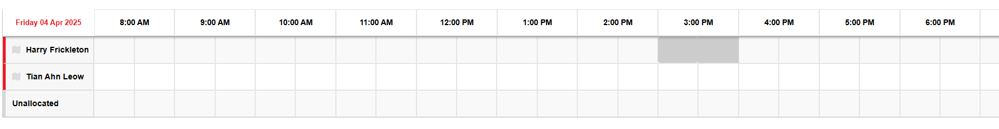 Friday 04 Apr 2025 8:00 AM 9:00 AM 10:00 AM 11:00 AM 12:00 PM 1:00 PM 2:00 PM 3:00 PM 4:00 PM 5:00 PM 6:00 PM
Harry Frickleton
Tian Ahn Leow
Unallocated